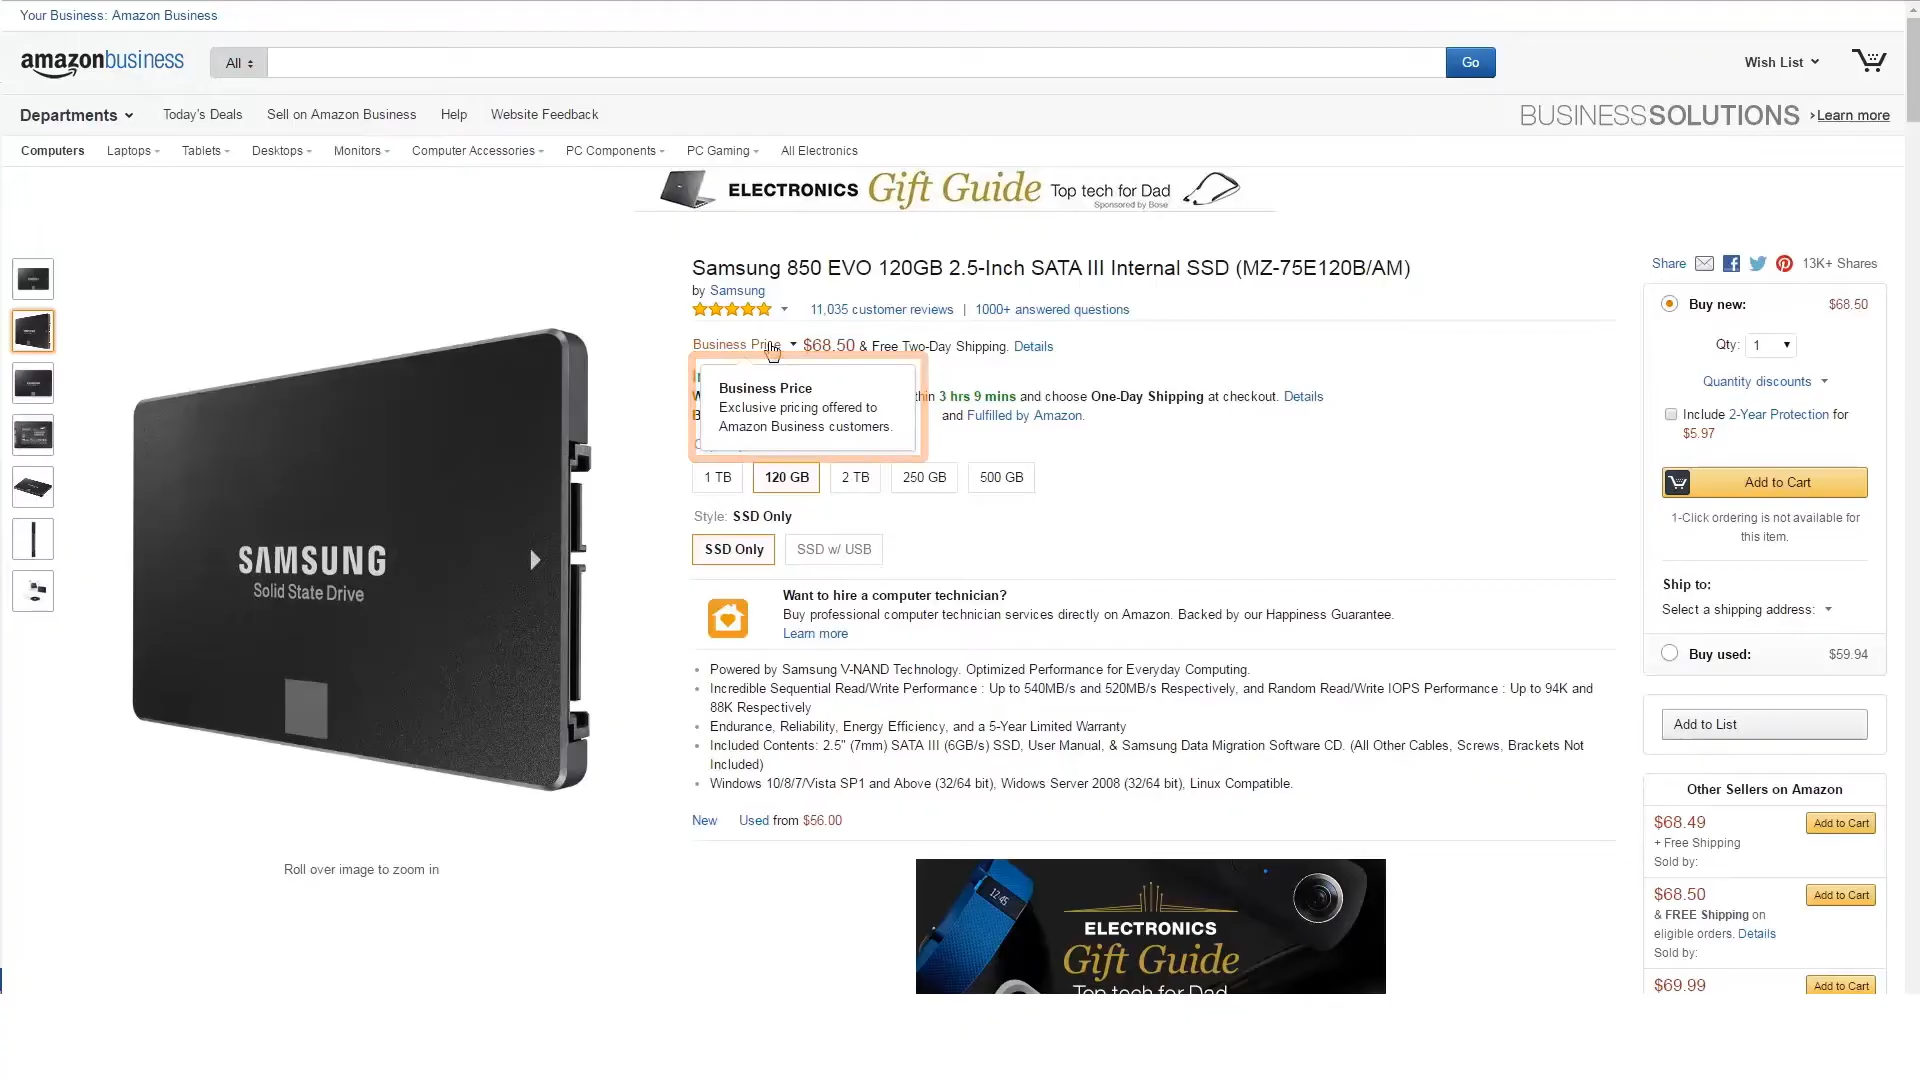 Your Business: Amazon Business
amazonbusiness
All
Go
Wish List
Departments
Today's Deals
Sell on Amazon Business
Help
Website Feedback
BUSINESSSOLUTIONS
Learn more
Computers
Laptops
Tablets
Desktops
Monitors
Computer Accessories
PC Components
PC Gaming
All Electronics
ELECTRONICS Gift Guide Top tech for Dad
Sponsored by Bose
Samsung 850 EVO 120GB 2.5-Inch SATA III Internal SSD (MZ-75E120B/AM)
by Samsung
11,035 customer reviews | 1000+ answered questions
Business Price $68.50 & Free Two-Day Shipping. Details
Business Price
Exclusive pricing offered to
Amazon Business customers.
3 hrs 9 mins and choose One-Day Shipping at checkout. Details
and Fulfilled by Amazon.
1 TB
120 GB
2 TB
250 GB
500 GB
Style: SSD Only
SSD Only
SSD w/ USB
Want to hire a computer technician?
Buy professional computer technician services directly on Amazon. Backed by our Happiness Guarantee.
Learn more
Powered by Samsung V-NAND Technology. Optimized Performance for Everyday Computing.
Incredible Sequential Read/Write Performance : Up to 540MB/s and 520MB/s Respectively, and Random Read/Write IOPS Performance : Up to 94K and
88K Respectively
Endurance, Reliability, Energy Efficiency, and a 5-Year Limited Warranty
Included Contents: 2.5" (7mm) SATA III (6GB/s) SSD, User Manual, & Samsung Data Migration Software CD. (All Other Cables, Screws, Brackets Not
Included)
Windows 10/8/7/Vista SP1 and Above (32/64 bit), Widows Server 2008 (32/64 bit), Linux Compatible.
New
Used from $56.00
SAMSUNG
Solid State Drive
Roll over image to zoom in
12:45
ELECTRONICS
Gift Guide
Top tech for Dad
Share
13K+ Shares
Buy new: $68.50
Qty: 1
Quantity discounts
Include 2-Year Protection for
$5.97
Add to Cart
1-Click ordering is not available for
this item.
Ship to:
Select a shipping address:
Buy used: $59.94
Add to List
Other Sellers on Amazon
$68.49
Add to Cart
+ Free Shipping
Sold by:
$68.50
Add to Cart
& FREE Shipping on
eligible orders. Details
Sold by:
$69.99
Add to Cart